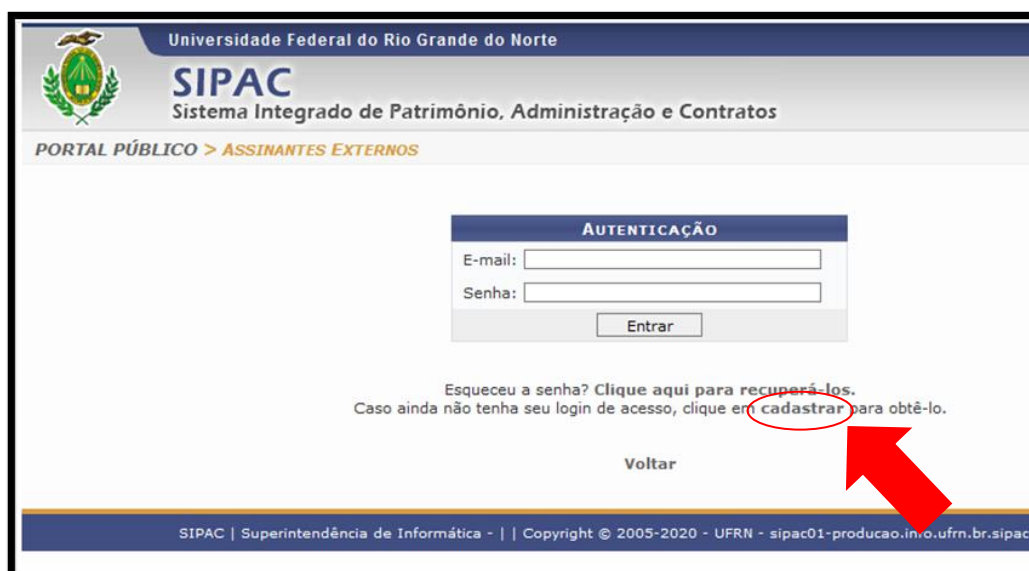 Universidade Federal do Rio Grande do Norte
SIPAC
Sistema Integrado de Patrimônio, Administração e Contratos
PORTAL PÚBLICO > ASSINANTES EXTERNOS
AUTENTICAÇÃO
E-mail:
Senha:
Entrar
Esqueceu a senha? Clique aqui para recuperá-los.
Caso ainda não tenha seu login de acesso, clique em cadastrar para obtê-lo.
Voltar
SIPAC | Superintendência de Informática - | | Copyright © 2005-2020 - UFRN - sipac01-producao.info.ufrn.br.sipac